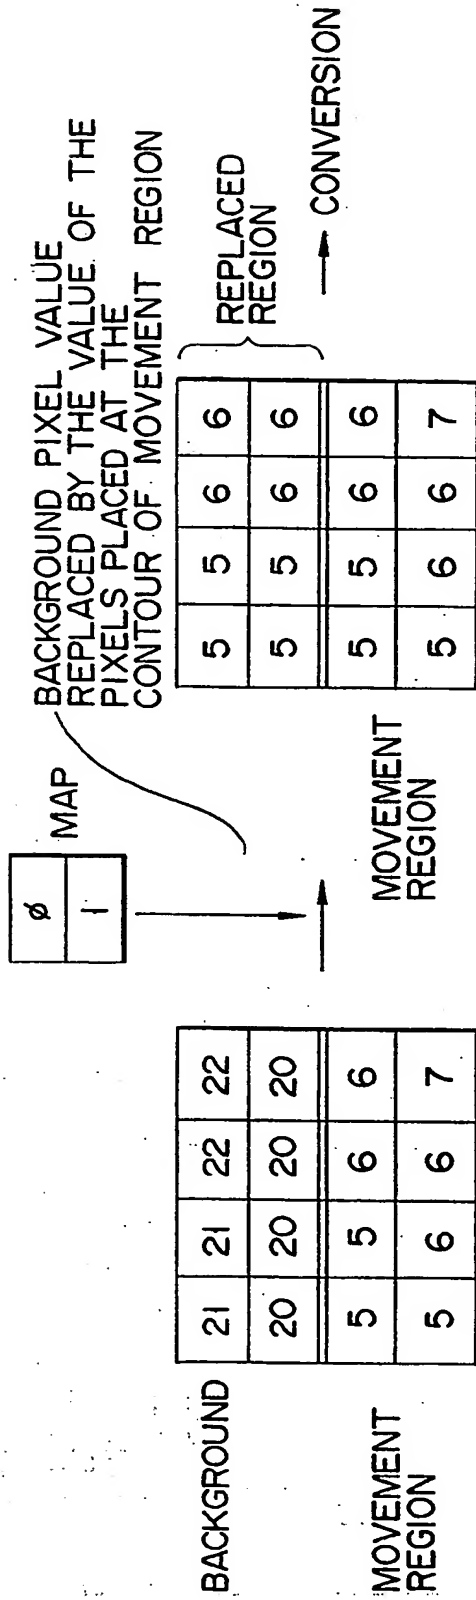 BACKGROUND
MOVEMENT
REGION
21 21 22 22
20 20 20 20
5 5 6 6
5 6 6 7
Ø
1
MAP
BACKGROUND PIXEL VALUE
REPLACED BY THE VALUE OF THE
PIXELS PLACED AT THE
CONTOUR OF MOVEMENT REGION
MOVEMENT
REGION
5 5 6 6
5 5 6 6
5 5 6 6
5 6 6 7
REPLACED
REGION
CONVERSION